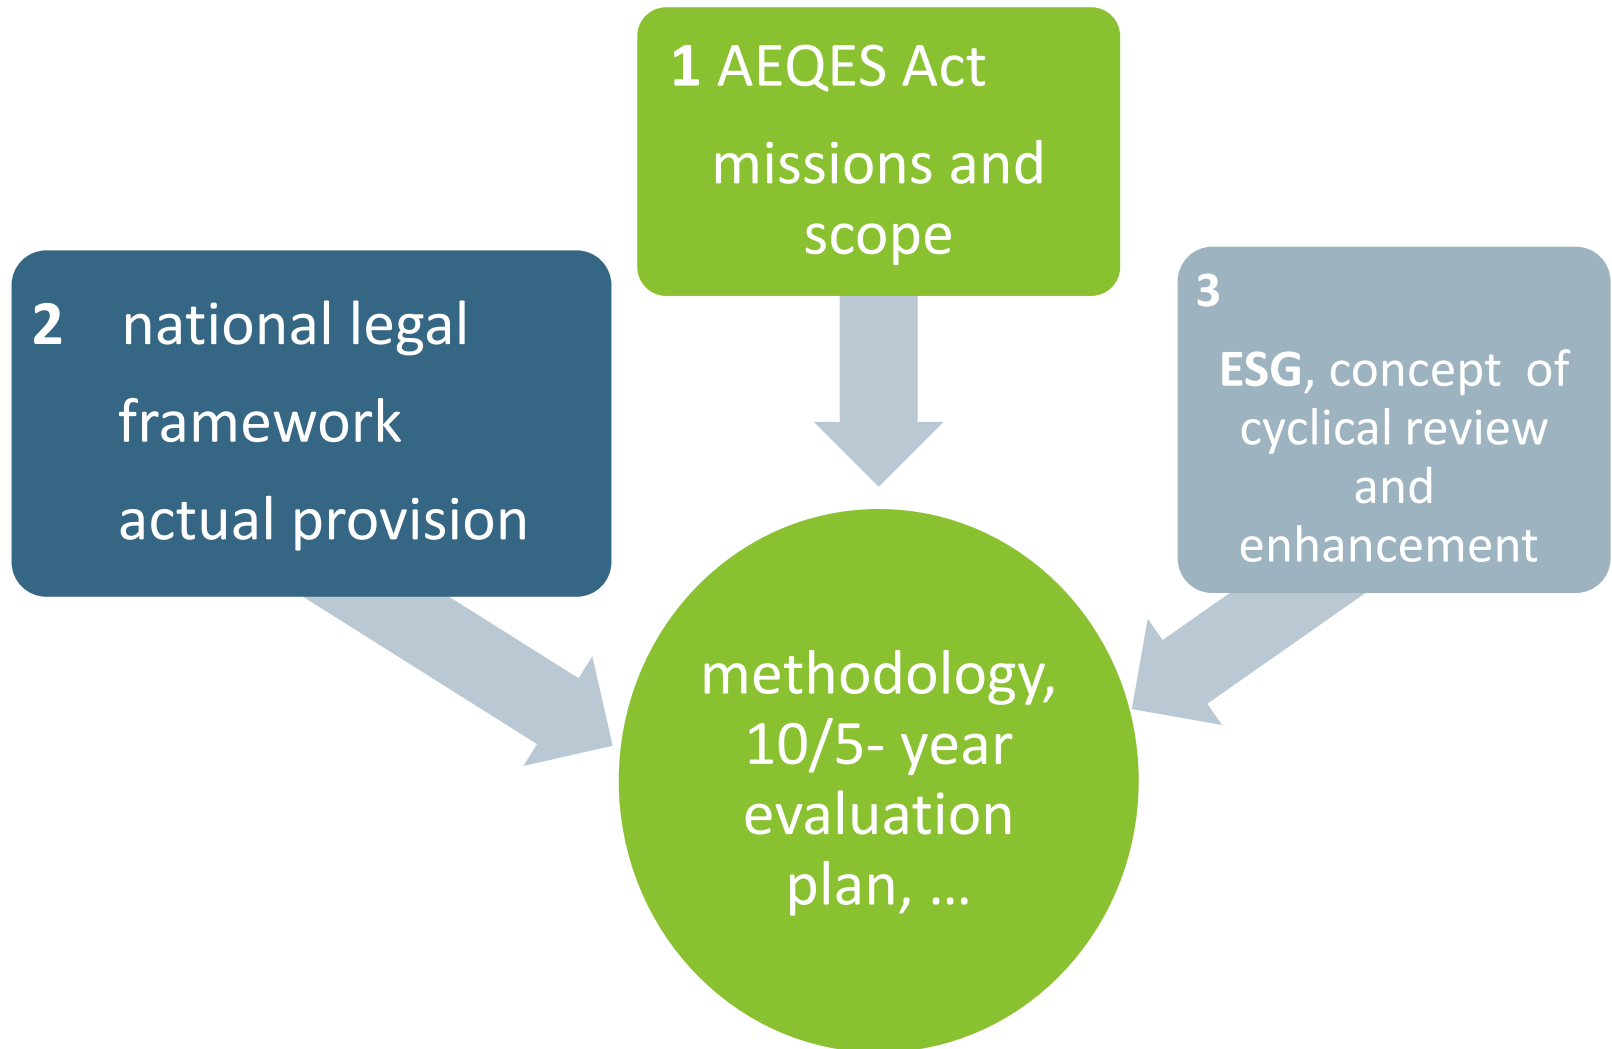 1 AEQES Act
missions and
scope
2 national legal
framework
actual provision
3
ESG, concept of
cyclical review
and
enhancement
methodology,
10/5- year
evaluation
plan, ...